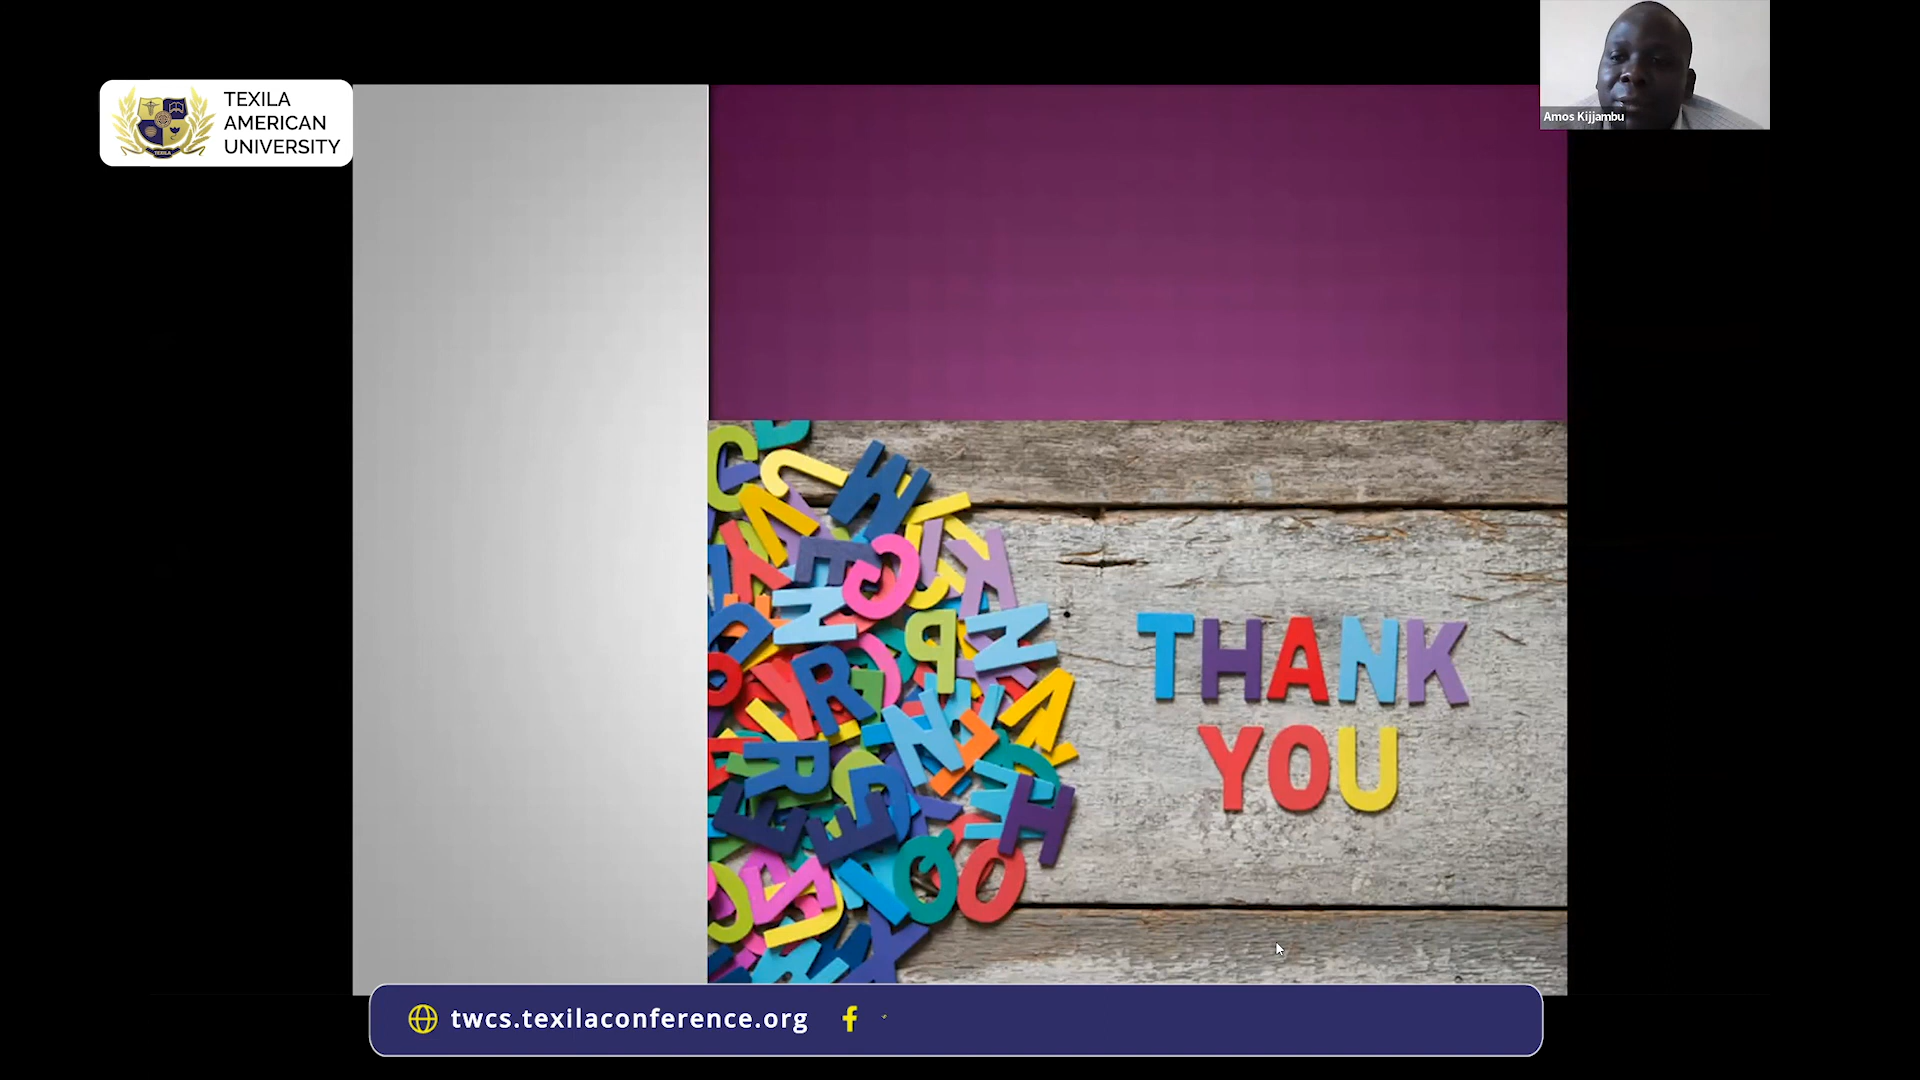 TEXILA
AMERICAN
UNIVERSITY
Amos Kijjambu
THANK
YOU
twcs.texilaconference.org